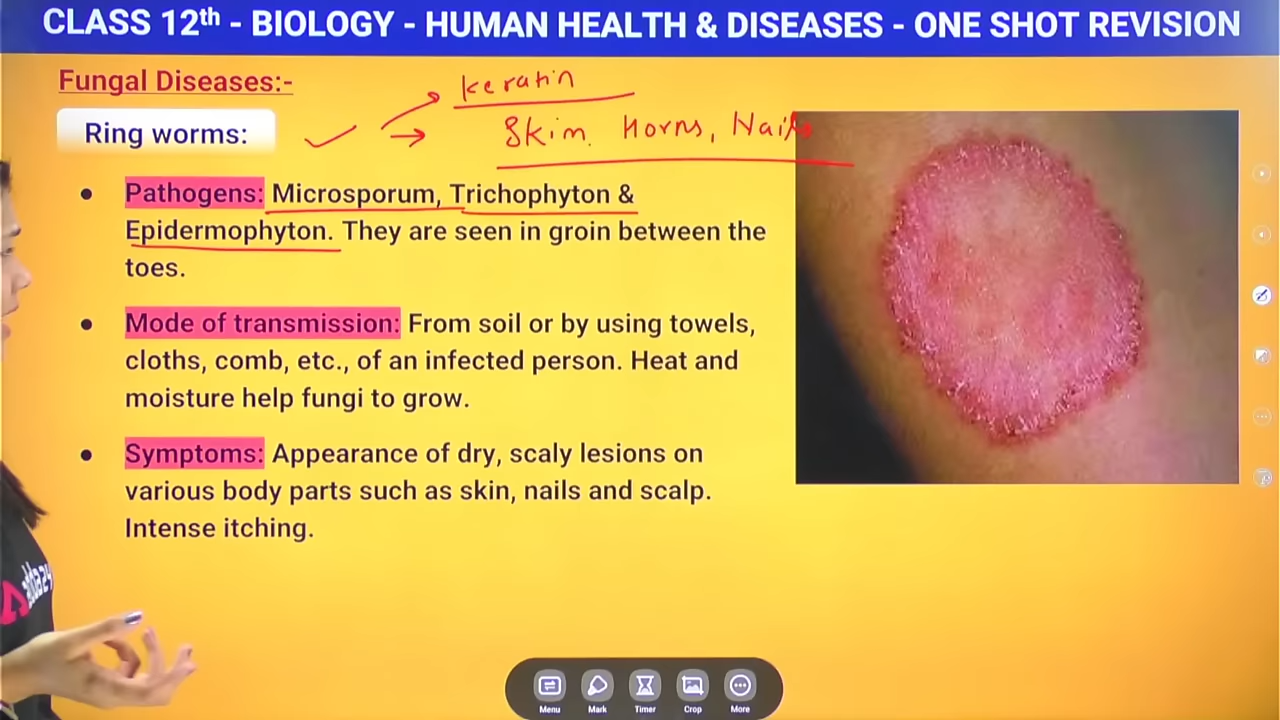 CLASS 12th - BIOLOGY - HUMAN HEALTH & DISEASES - ONE SHOT REVISION
Fungal Diseases:-
keratin
Ring worms:
Skin. Horns, Nails
Pathogens: Microsporum, Trichophyton &
Epidermophyton. They are seen in groin between the
toes.
Mode of transmission: From soil or by using towels,
cloths, comb, etc., of an infected person. Heat and
moisture help fungi to grow.
Symptoms: Appearance of dry, scaly lesions on
various body parts such as skin, nails and scalp.
Intense itching.
adda247
Menu Mark Timer Crop More